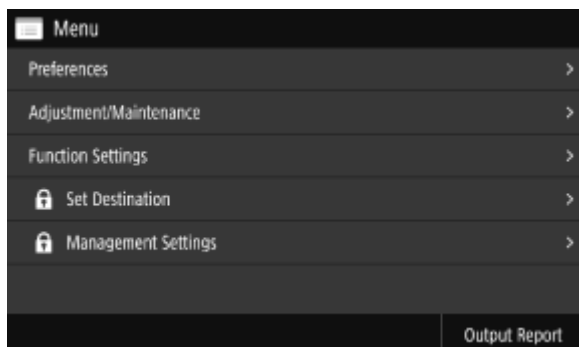 Menu
Preferences
Adjustment/Maintenance
Function Settings
Set Destination
Management Settings
Output Report